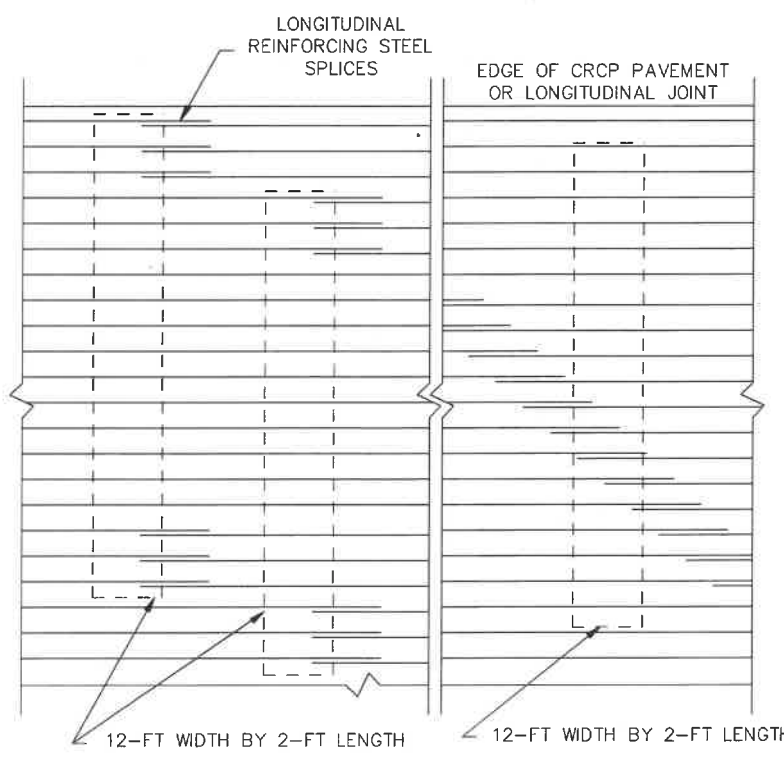 LONGITUDINAL
REINFORCING STEEL
SPLICES
EDGE OF CRCP PAVEMENT
OR LONGITUDINAL JOINT
12-FT WIDTH BY 2-FT LENGTH
12-FT WIDTH BY 2-FT LENGTH